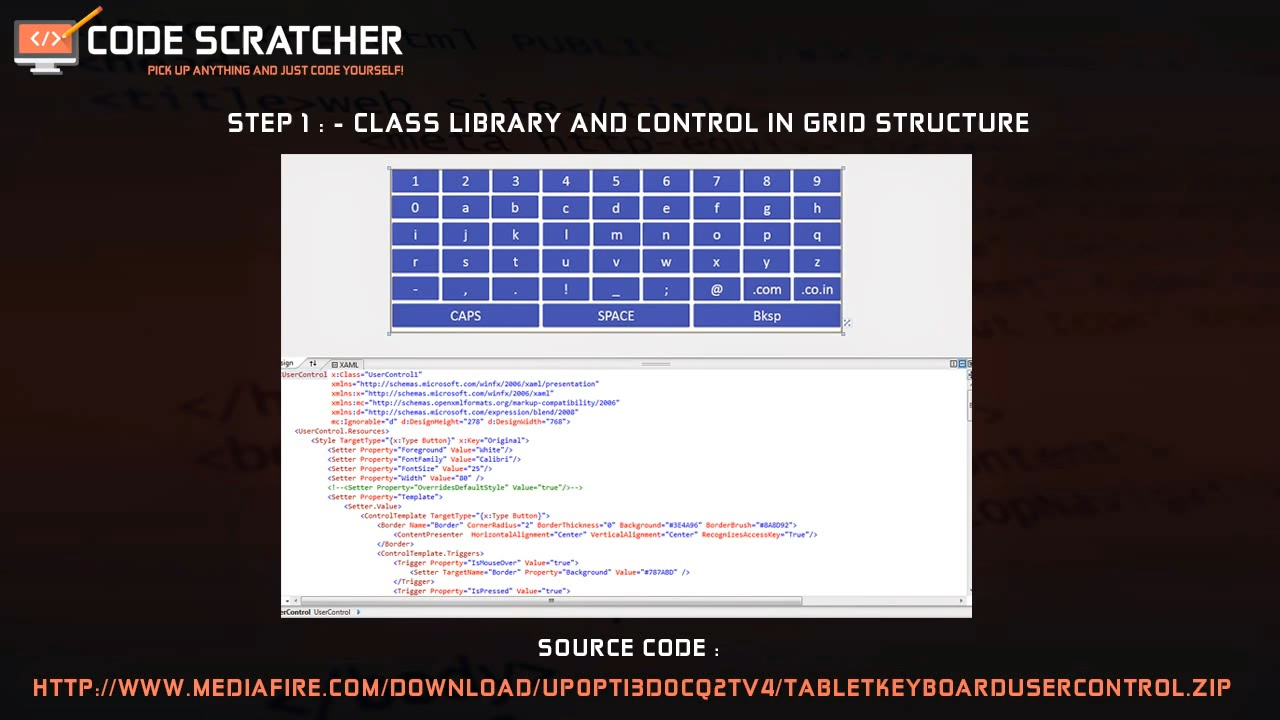 CODE SCRATCHER
PICK UP ANYTHING AND JUST CODE YOURSELF!
STEP 1 : - CLASS LIBRARY AND CONTROL IN GRID STRUCTURE
1 2 3 4 5 6 7 8 9
0 a b c d e f g h
i j k l m n o p q
r s t u v w x y z
- , . ! _ ; @ .com .co.in
CAPS SPACE Bksp
sign XAML
UserControl x:Class="UserControl1"
xmlns="http://schemas.microsoft.com/winfx/2006/xaml/presentation"
xmlns:x="http://schemas.microsoft.com/winfx/2006/xaml"
xmlns:mc="http://schemas.openxmlformats.org/markup-compatibility/2006"
xmlns:d="http://schemas.microsoft.com/expression/blend/2008"
mc:Ignorable="d" d:DesignHeight="278" d:DesignWidth="768">
<UserControl.Resources>
<Style TargetType="{x:Type Button}" x:Key="Original">
<Setter Property="Foreground" Value="White"/>
<Setter Property="FontFamily" Value="Calibri"/>
<Setter Property="FontSize" Value="25"/>
<Setter Property="Width" Value="80" />
<!--<Setter Property="OverridesDefaultStyle" Value="true"/>-->
<Setter Property="Template">
<Setter.Value>
<ControlTemplate TargetType="{x:Type Button}">
<Border Name="Border" CornerRadius="2" BorderThickness="0" Background="#3E4A96" BorderBrush="#8A8D92">
<ContentPresenter HorizontalAlignment="Center" VerticalAlignment="Center" RecognizesAccessKey="True"/>
</Border>
<ControlTemplate.Triggers>
<Trigger Property="IsMouseOver" Value="true">
<Setter TargetName="Border" Property="Background" Value="#787ABD" />
</Trigger>
<Trigger Property="IsPressed" Value="true">
erControl UserControl
SOURCE CODE :
HTTP://WWW.MEDIAFIRE.COM/DOWNLOAD/UP0PTI3D0CQ2TV4/TABLETKEYBOARDUSERCONTROL.ZIP